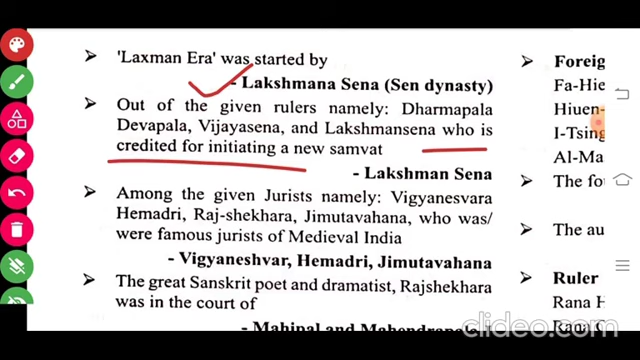 'Laxman Era' was started by
- Lakshmana Sena (Sen dynasty)
Out of the given rulers namely: Dharmapala
Devapala, Vijayasena, and Lakshmansena who is
credited for initiating a new samvat
- Lakshman Sena
Among the given Jurists namely: Vigyanesvara
Hemadri, Raj-shekhara, Jimutavahana, who was/
were famous jurists of Medieval India
- Vigyaneshvar, Hemadri, Jimutavahana
The great Sanskrit poet and dramatist, Rajshekhara
was in the court of
- Mahipal and
Foreig
Fa-Hie
Hiuen-
I-Tsing
Al-Ma
The fo
The au
Ruler
Rana H
Rana
clideo.com